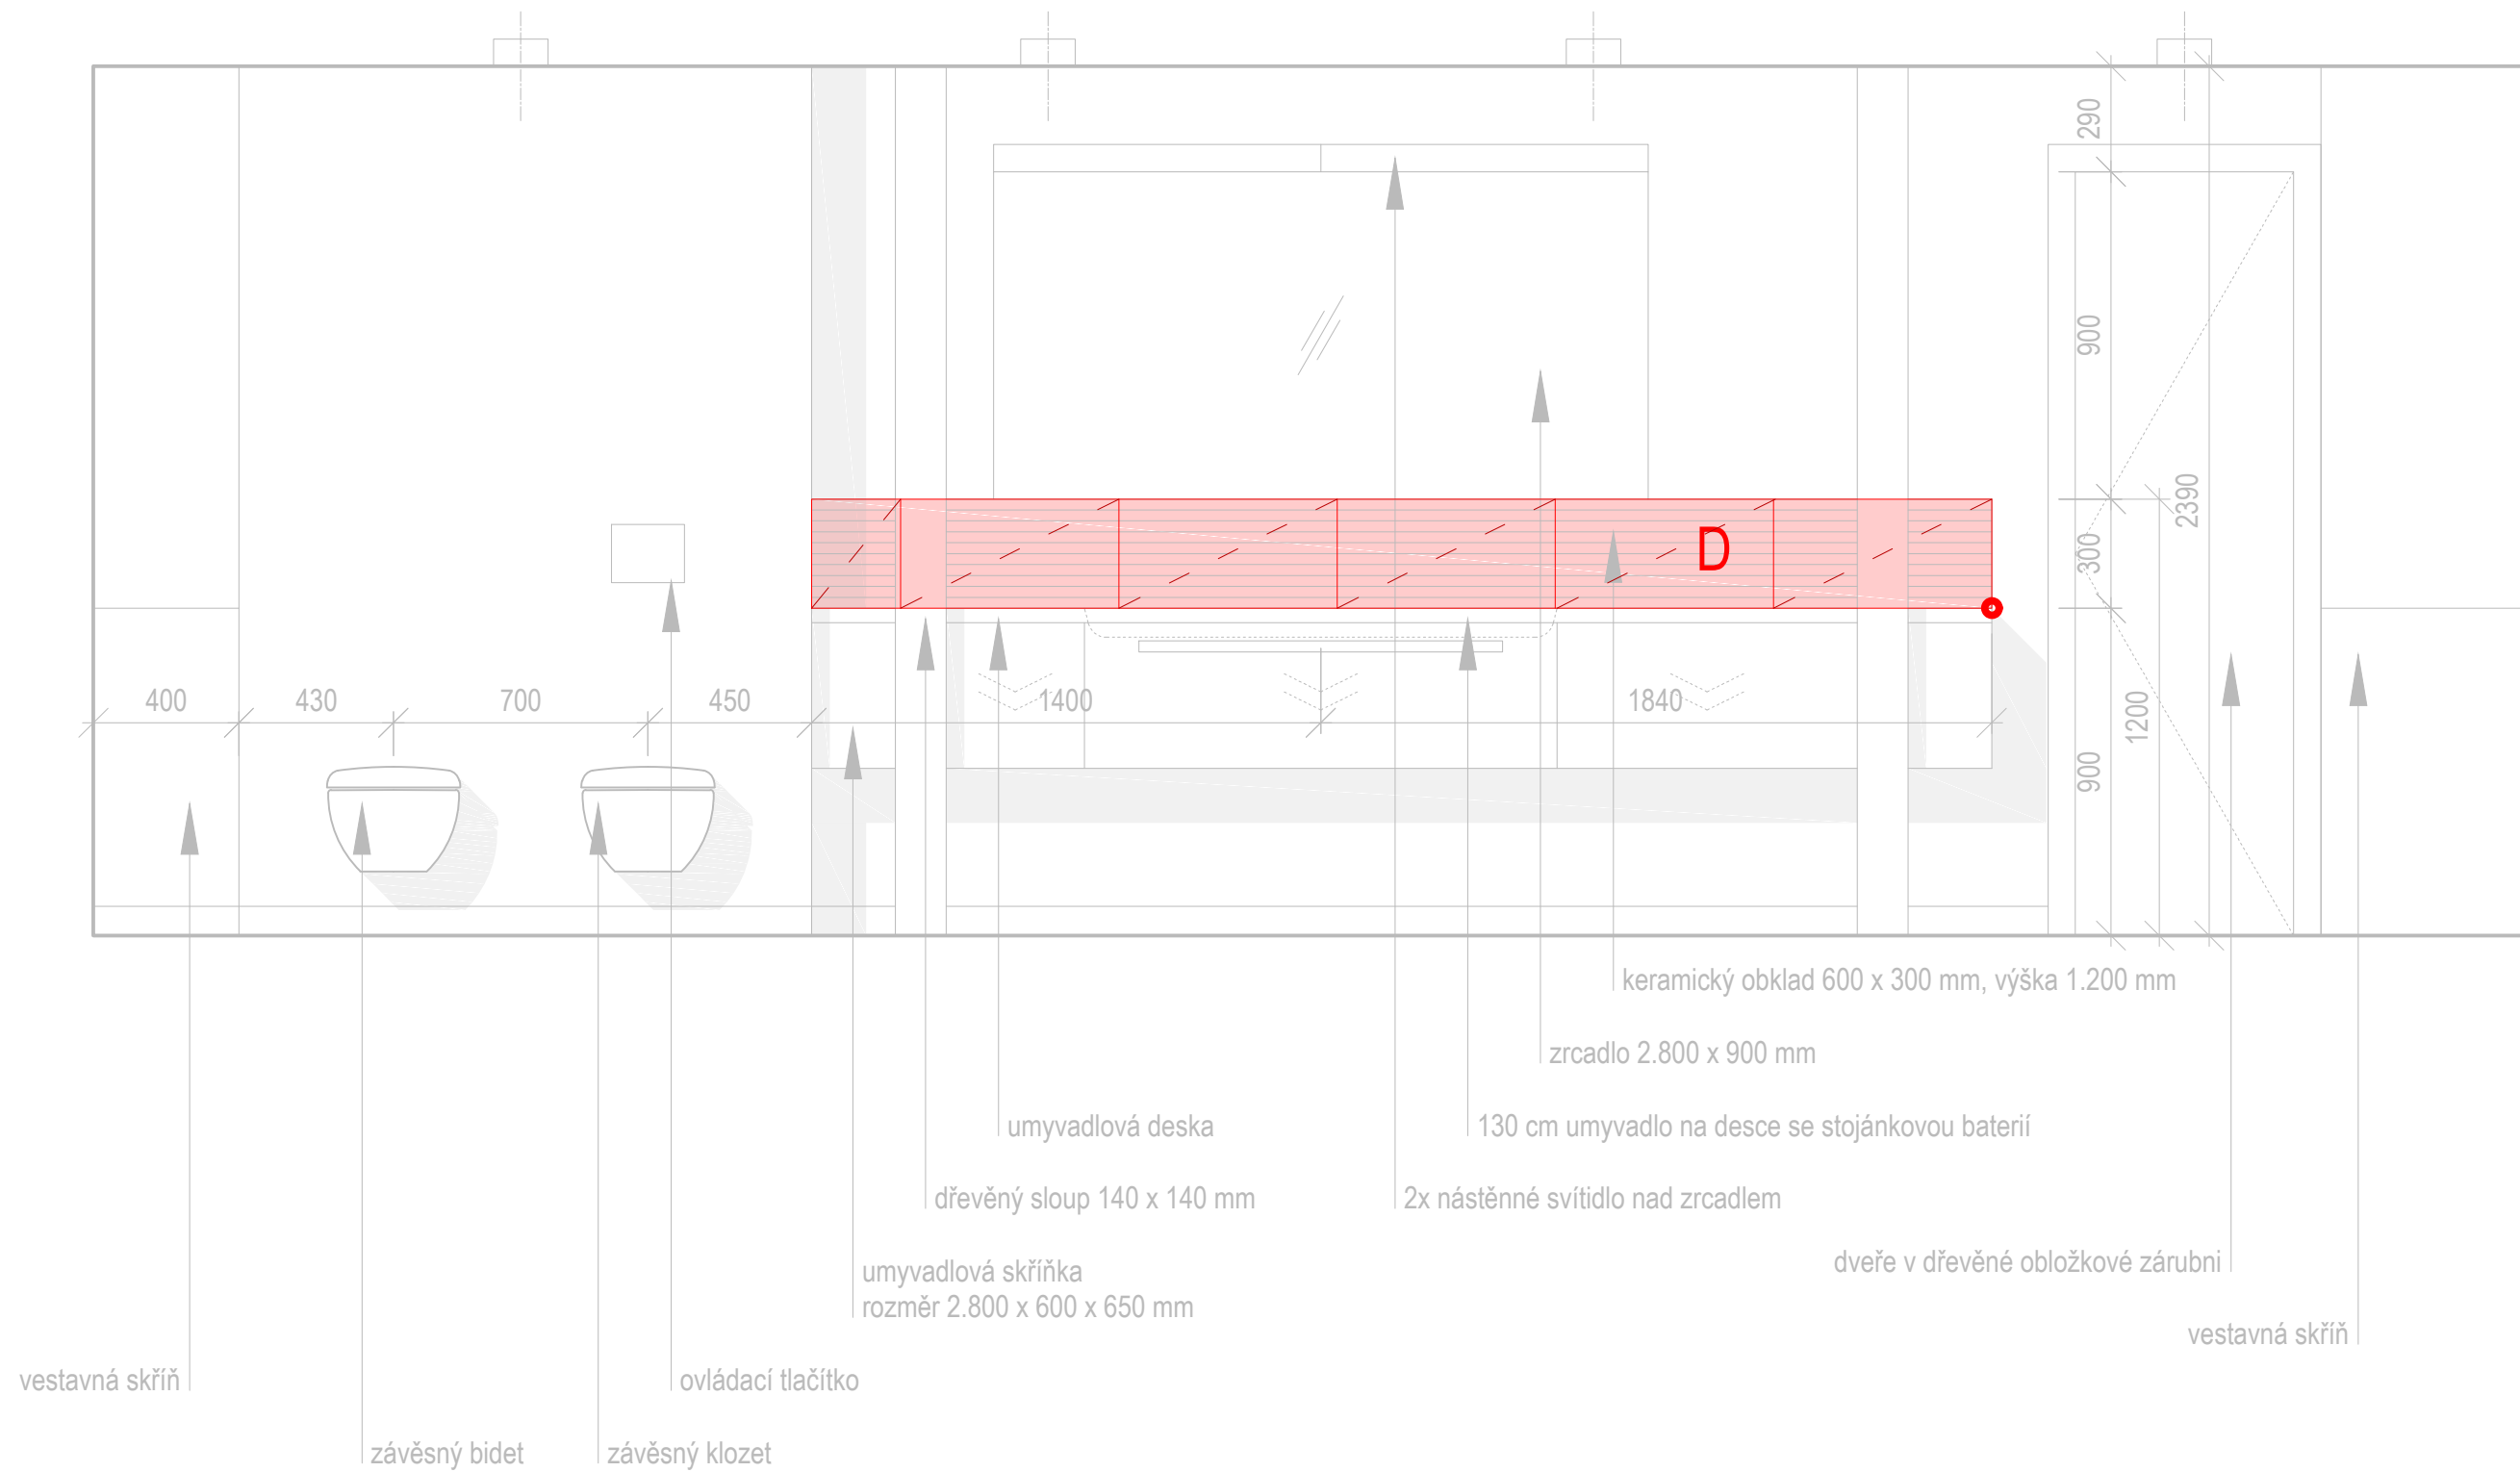 290
900
2390
D
300
400
430
700
450
1400
1840
1200
900
keramický obklad 600 x 300 mm, výška 1.200 mm
zrcadlo 2.800 x 900 mm
umyvadlová deska
130 cm umyvadlo na desce se stojánkovou baterií
dřevěný sloup 140 x 140 mm
2x nástěnné svítidlo nad zrcadlem
dveře v dřevěné obložkové zárubni
umyvadlová skříňka
rozměr 2.800 x 600 x 650 mm
vestavná skříň
vestavná skříň
ovládací tlačítko
závěsný bidet
závěsný klozet